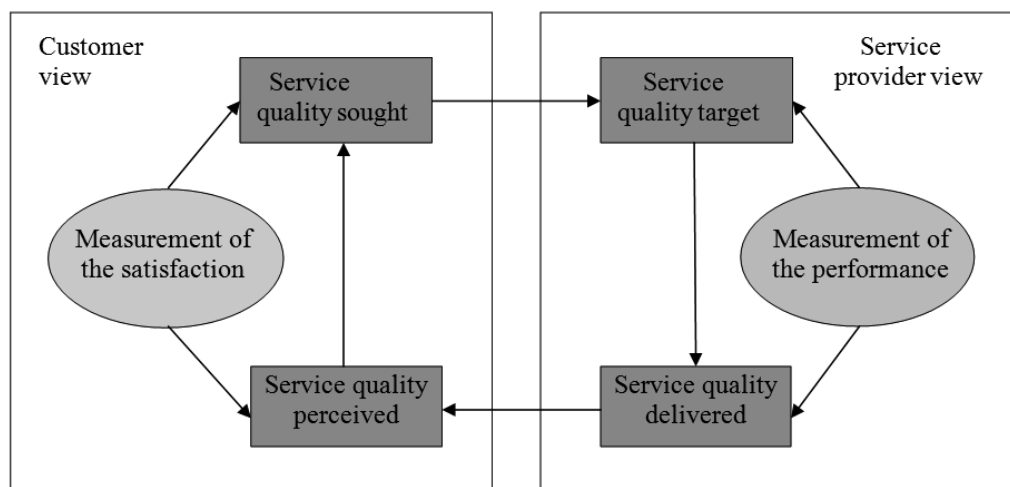 Customer
view
Service
quality sought
Service
quality target
Service
provider view
Measurement of
the satisfaction
Measurement of
the performance
Service quality
perceived
Service quality
delivered